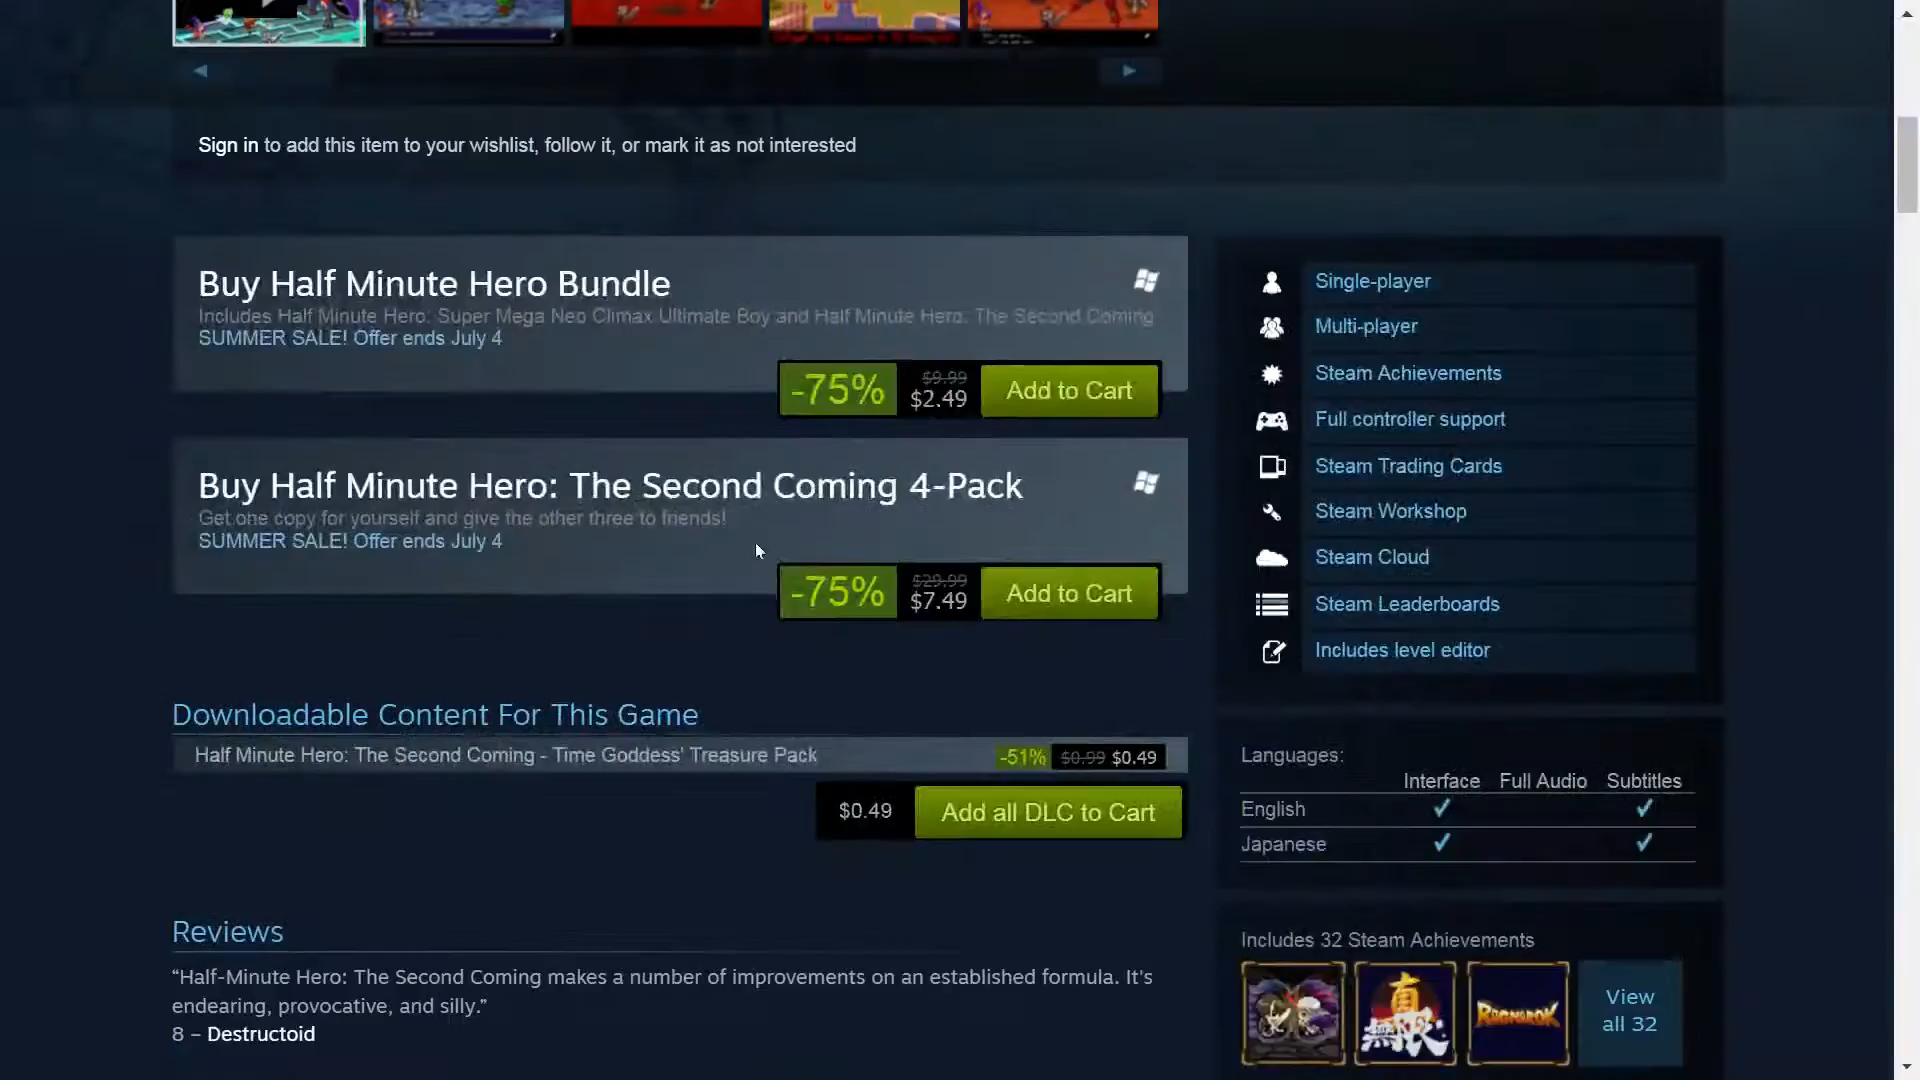 Sign in to add this item to your wishlist, follow it, or mark it as not interested
Buy Half Minute Hero Bundle
Includes Half Minute Hero: Super Mega Neo Climax Ultimate Boy and Half Minute Hero: The Second Coming
SUMMER SALE! Offer ends July 4
-75% $9.99 $2.49 Add to Cart
Buy Half Minute Hero: The Second Coming 4-Pack
Get one copy for yourself and give the other three to friends!
SUMMER SALE! Offer ends July 4
-75% $29.99 $7.49 Add to Cart
Downloadable Content For This Game
Half Minute Hero: The Second Coming - Time Goddess' Treasure Pack -51% $0.99 $0.49
$0.49 Add all DLC to Cart
Reviews
“Half-Minute Hero: The Second Coming makes a number of improvements on an established formula. It's
endearing, provocative, and silly.”
8 – Destructoid
Single-player
Multi-player
Steam Achievements
Full controller support
Steam Trading Cards
Steam Workshop
Steam Cloud
Steam Leaderboards
Includes level editor
Languages:
Interface Full Audio Subtitles
English ✓ ✓
Japanese ✓ ✓
Includes 32 Steam Achievements
RAGNAROK
View
all 32